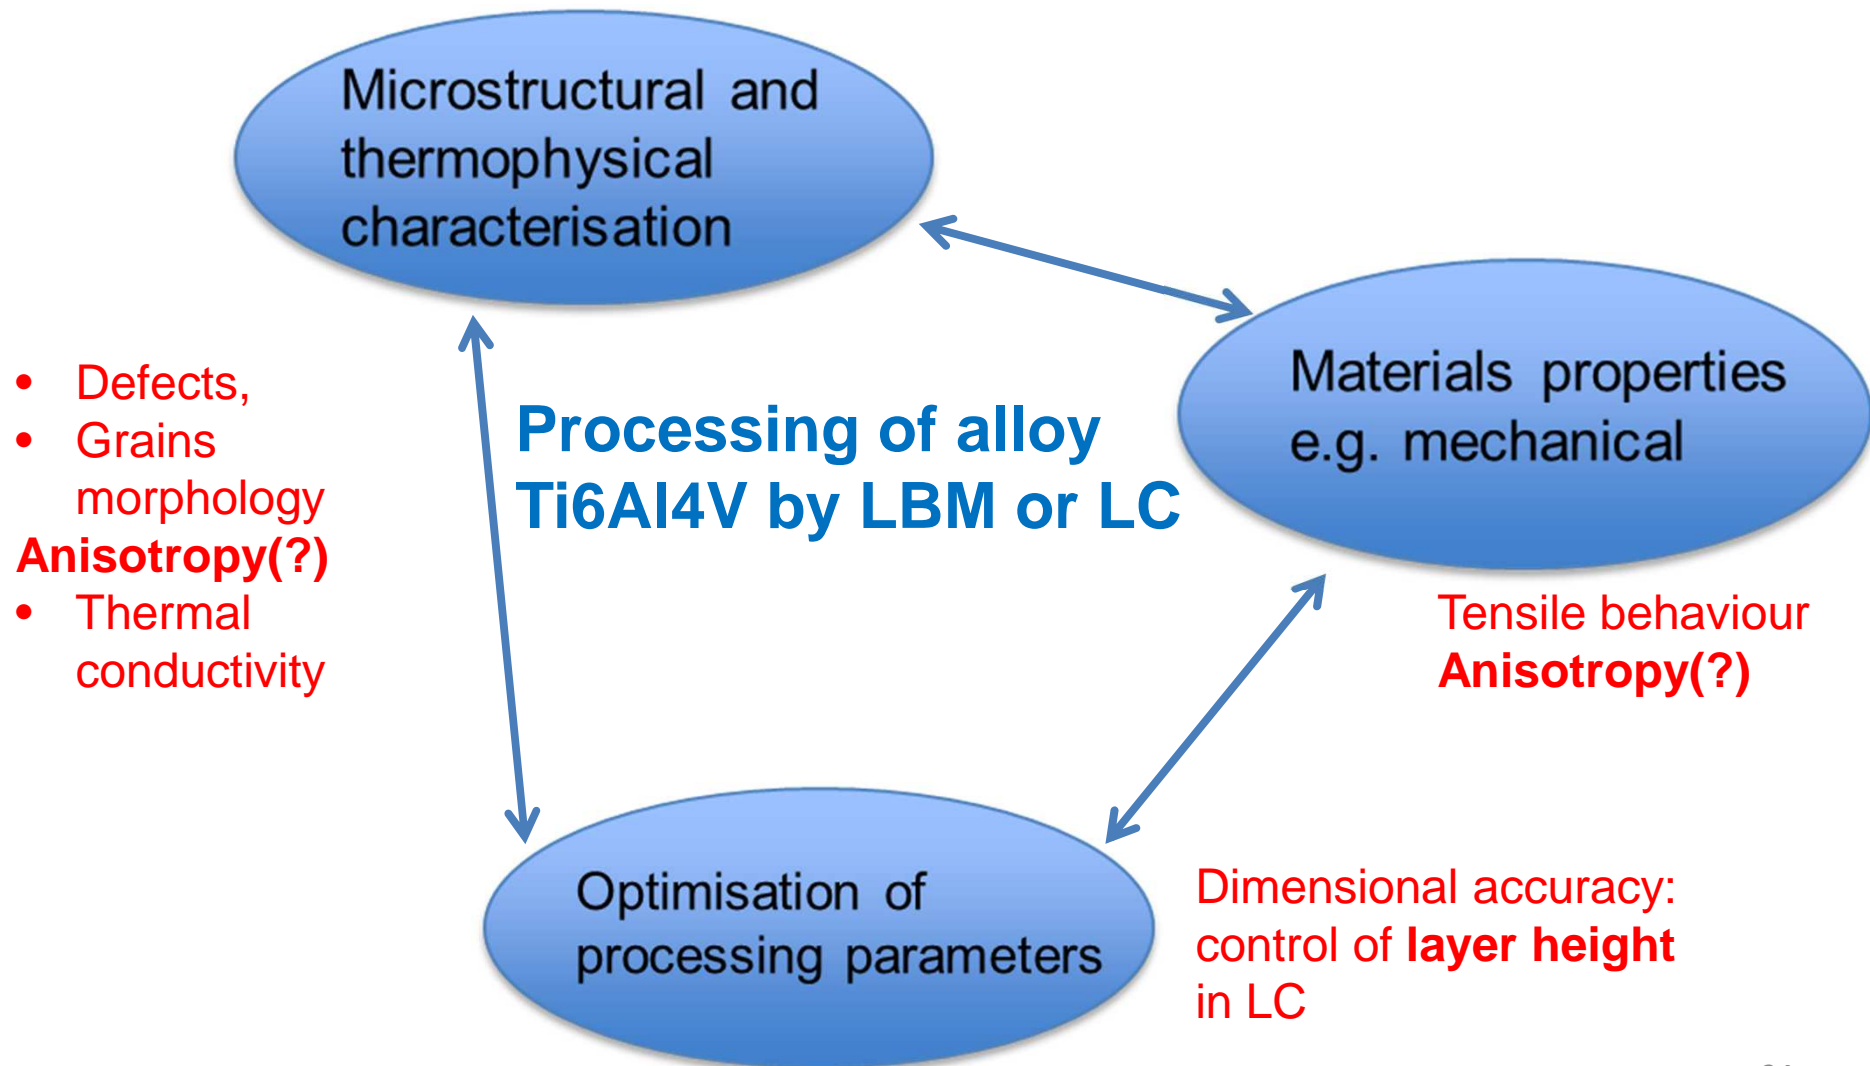 Microstructural and
thermophysical
characterisation
Materials properties
e.g. mechanical
• Defects,
• Grains
morphology
Anisotropy(?)
• Thermal
conductivity
Processing of alloy
Ti6Al4V by LBM or LC
Tensile behaviour
Anisotropy(?)
Optimisation of
processing parameters
Dimensional accuracy:
control of layer height
in LC